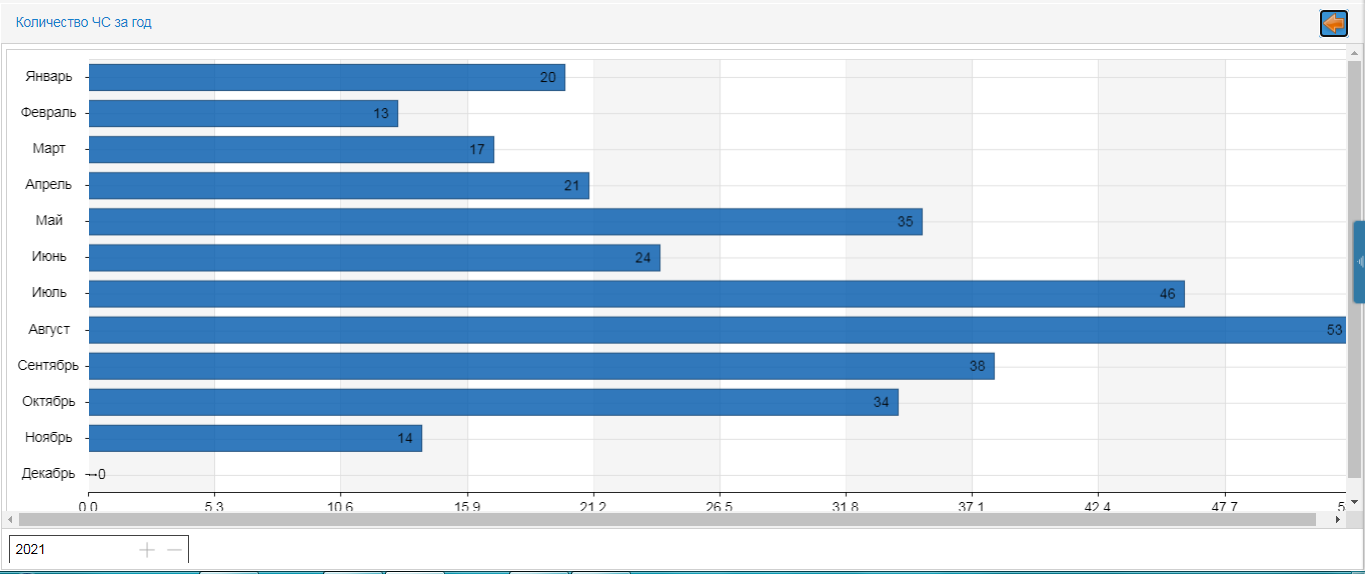 Количество ЧС за год
Январь 20
Февраль 13
Март 17
Апрель 21
Май 35
Июнь 24
Июль 46
Август 53
Сентябрь 38
Октябрь 34
Ноябрь 14
Декабрь 0
0.0 5.3 10.6 15.9 21.2 26.5 31.8 37.1 42.4 47.7
2021